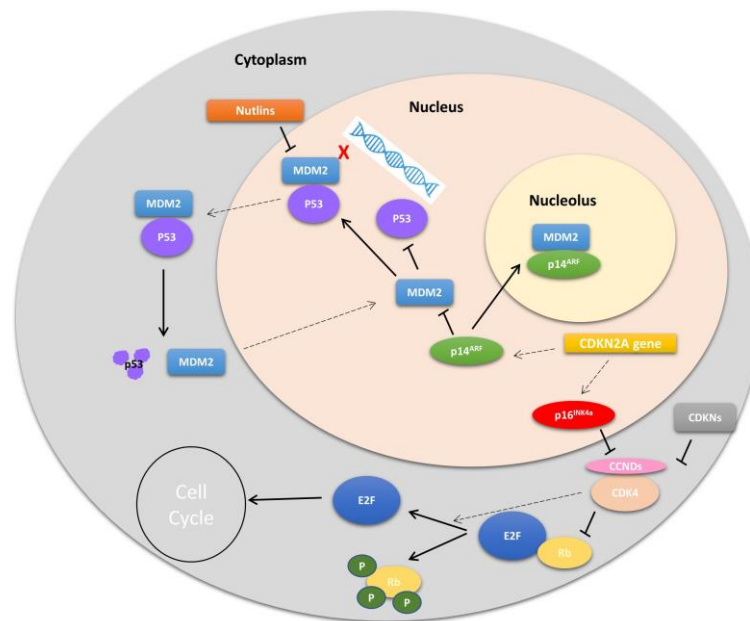 Cytoplasm
Nutlins
Nucleus
X
MDM2
P53
MDM2
P53
P53
Nucleolus
MDM2
p14ARF
MDM2
p53
MDM2
p14ARF
CDKN2A gene
p16INK4a
CDKNs
CCNDs
CDK4
Cell
Cycle
E2F
E2F
Rb
P
Rb
P
P